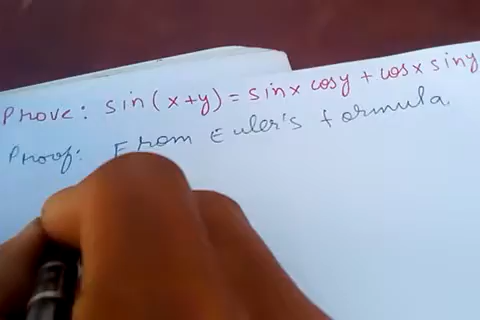 Prove: sin(x+y) = sinx cosy + cosx siny
Proof: From Euler's formula.